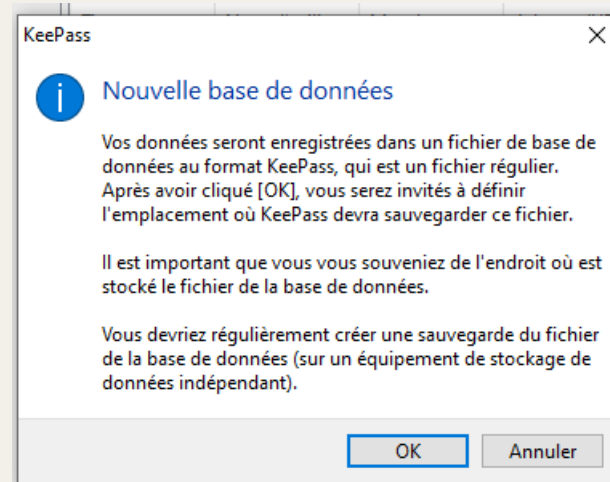 KeePass
Nouvelle base de données
Vos données seront enregistrées dans un fichier de base de
données au format KeePass, qui est un fichier régulier.
Après avoir cliqué [OK], vous serez invités à définir
l'emplacement où KeePass devra sauvegarder ce fichier.
Il est important que vous vous souveniez de l'endroit où est
stocké le fichier de la base de données.
Vous devriez régulièrement créer une sauvegarde du fichier
de la base de données (sur un équipement de stockage de
données indépendant).
OK
Annuler